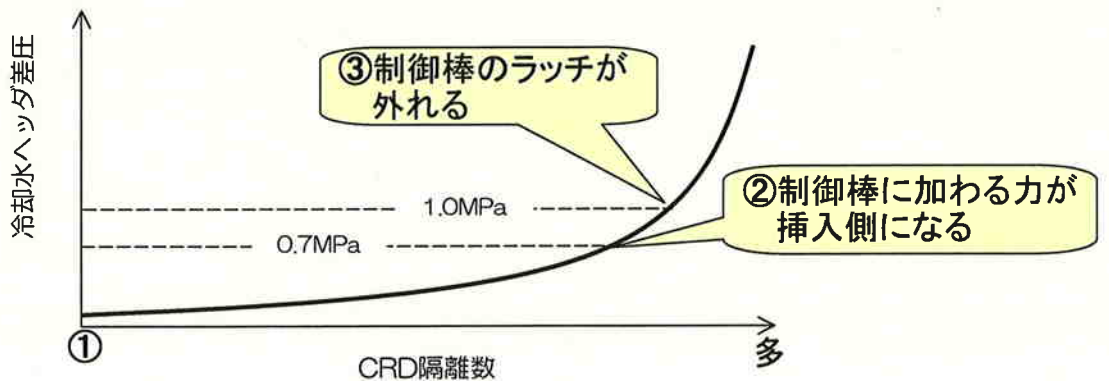 冷却水ヘッダ差圧
③制御棒のラッチが
外れる
1.0MPa
②制御棒に加わる力が
挿入側になる
0.7MPa
①
CRD隔離数
多